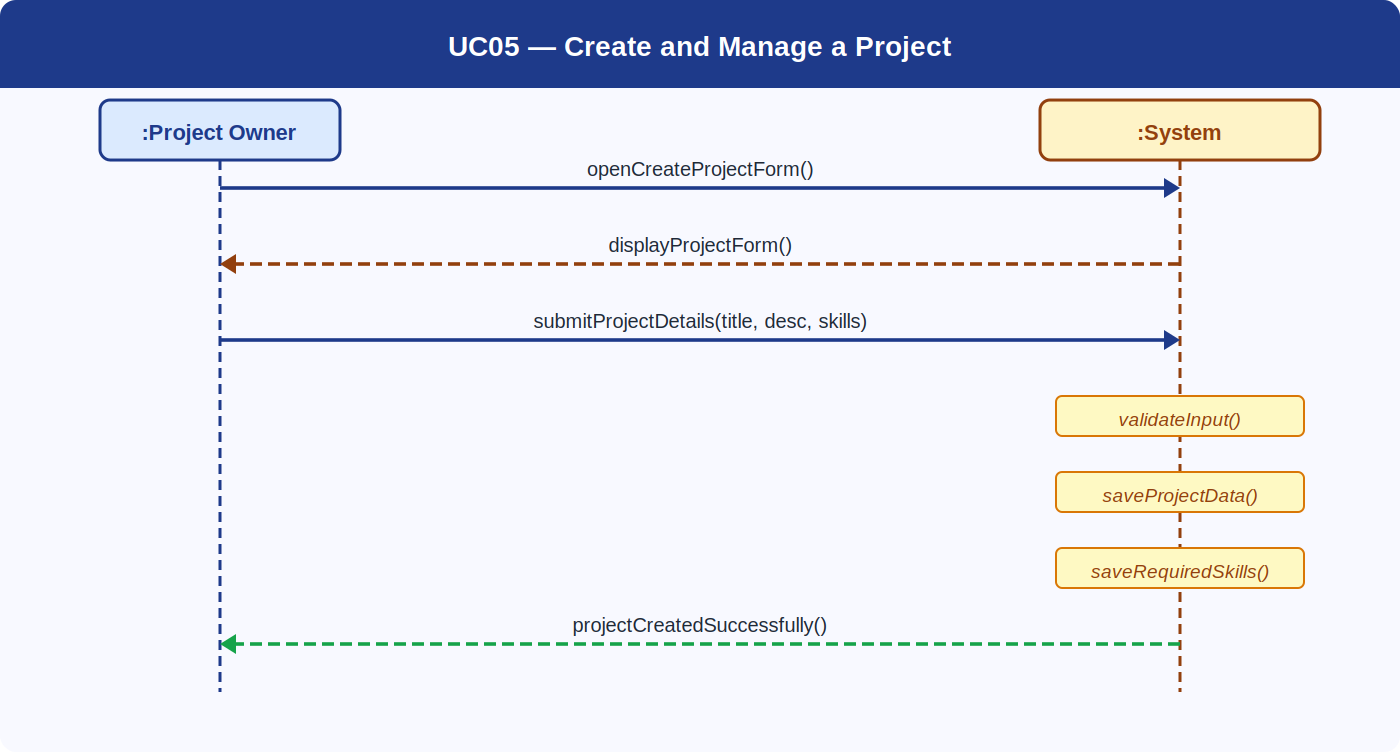 UC05 — Create and Manage a Project
:Project Owner
:System
openCreateProjectForm()
displayProjectForm()
submitProjectDetails(title, desc, skills)
validateInput()
saveProjectData()
saveRequiredSkills()
projectCreatedSuccessfully()